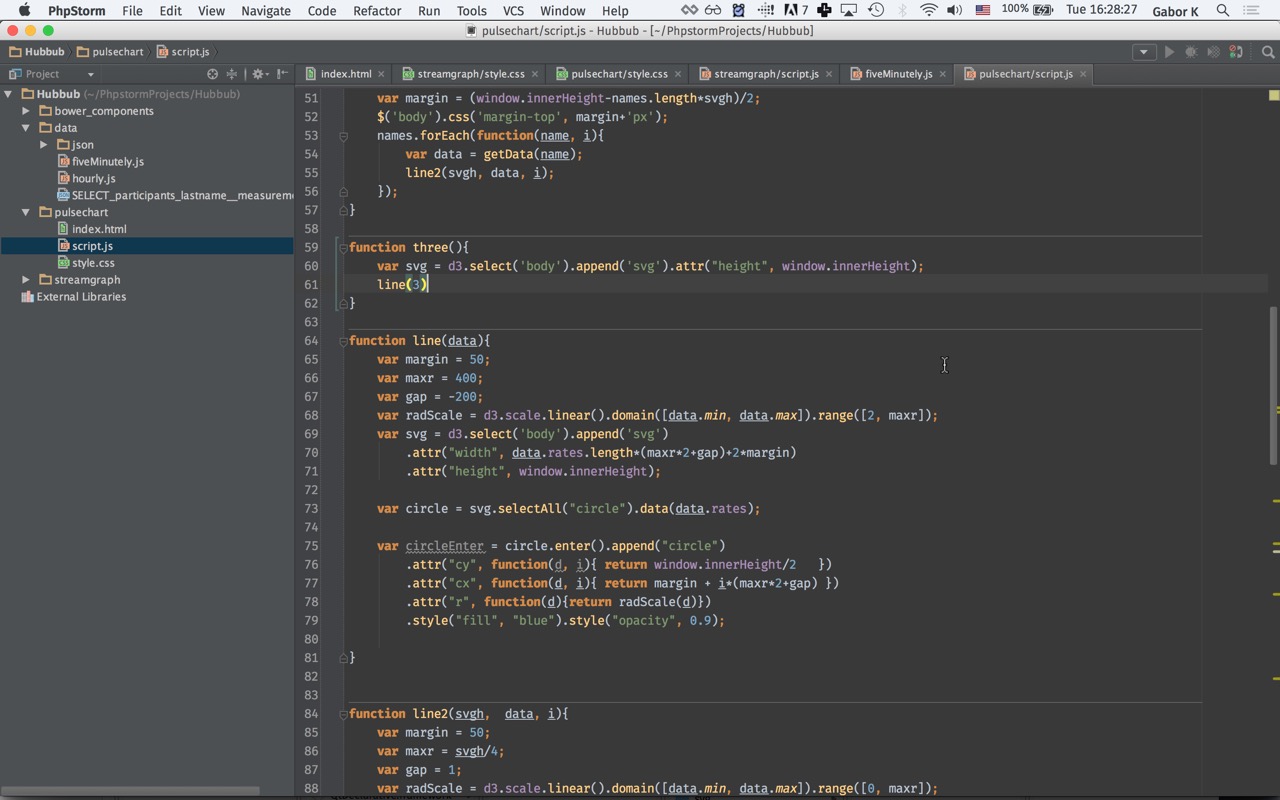 PhpStorm File Edit View Navigate Code Refactor Run Tools VCS Window Help 7 100% Tue 16:28:27 Gabor K
pulsechart/script.js - Hubbub - [~/PhpstormProjects/Hubbub]
Hubbub pulsechart script.js
Project
index.html streamgraph/style.css pulsechart/style.css streamgraph/script.js fiveMinutely.js pulsechart/script.js
Hubbub (~/PhpstormProjects/Hubbub)
bower_components
data
json
fiveMinutely.js
hourly.js
SELECT_participants_lastname__measureme
pulsechart
index.html
script.js
style.css
streamgraph
External Libraries
51 var margin = (window.innerHeight-names.length*svgh)/2;
52 $('body').css('margin-top', margin+'px');
53 names.forEach(function(name, i){
54 var data = getData(name);
55 line2(svgh, data, i);
56 });
57 }
58
59 function three(){
60 var svg = d3.select('body').append('svg').attr("height", window.innerHeight);
61 line(3)
62 }
63
64 function line(data){
65 var margin = 50;
66 var maxr = 400;
67 var gap = -200;
68 var radScale = d3.scale.linear().domain([data.min, data.max]).range([2, maxr]);
69 var svg = d3.select('body').append('svg')
70 .attr("width", data.rates.length*(maxr*2+gap)+2*margin)
71 .attr("height", window.innerHeight);
72
73 var circle = svg.selectAll("circle").data(data.rates);
74
75 var circleEnter = circle.enter().append("circle")
76 .attr("cy", function(d, i){ return window.innerHeight/2 })
77 .attr("cx", function(d, i){ return margin + i*(maxr*2+gap) })
78 .attr("r", function(d){return radScale(d)})
79 .style("fill", "blue").style("opacity", 0.9);
80
81 }
82
83
84 function line2(svgh, data, i){
85 var margin = 50;
86 var maxr = svgh/4;
87 var gap = 1;
88 var radScale = d3.scale.linear().domain([data.min, data.max]).range([0, maxr]);